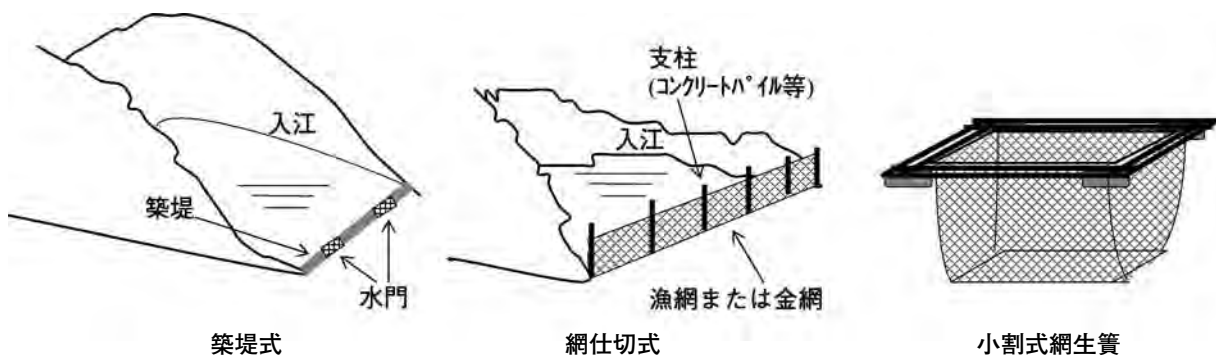 入江
築堤
水門
築堤式
支柱
(コンクリートパイル等)
入江
漁網または金網
網仕切式
小割式網生簀